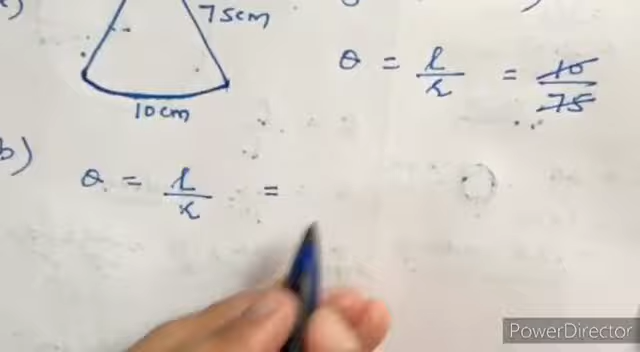 75cm
θ = l/r = 10/75
10cm
b)
θ = l/r =
PowerDirector